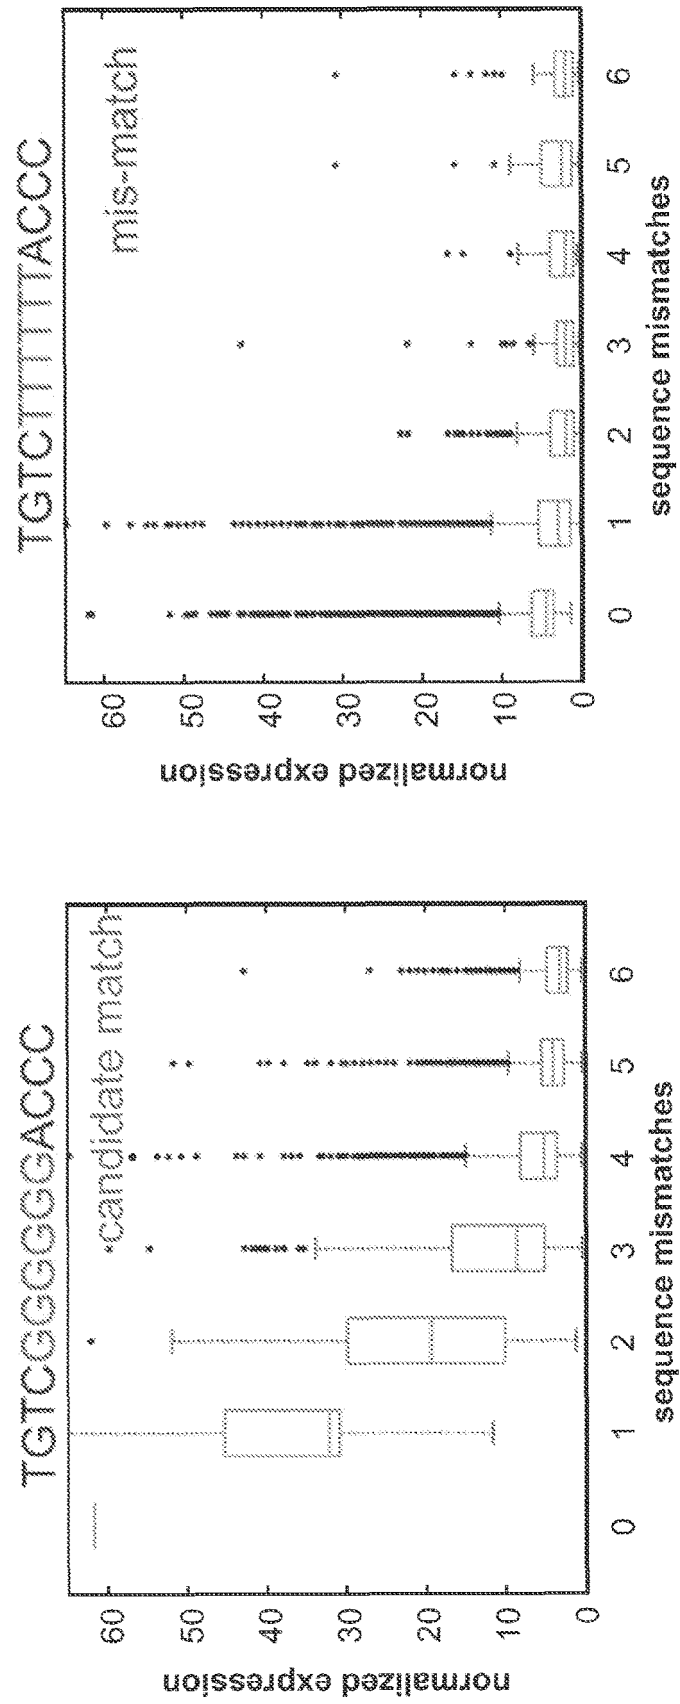 TGTCGGGGGGGACCC
candidate match
normalized expression
60
50
40
30
20
10
0
0 1 2 3 4 5 6
sequence mismatches
TGTCTTTTTTTACCC
mis-match
normalized expression
60
50
40
30
20
10
0
0 1 2 3 4 5 6
sequence mismatches